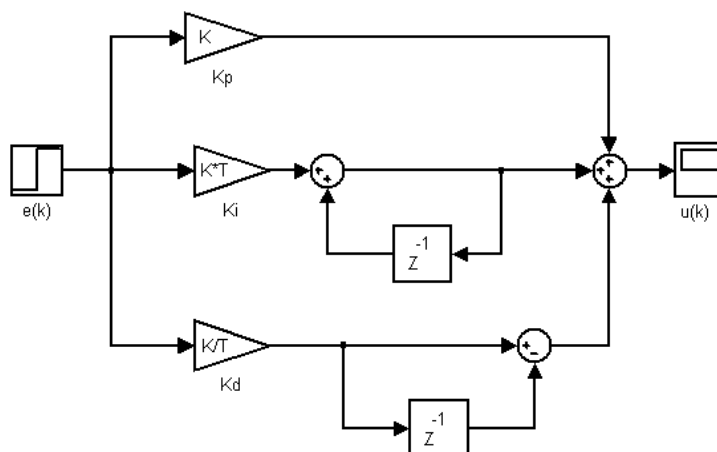 K
Kp
e(k)
K*T
Ki
+
+
+
+
+
u(k)
-1
Z
K/T
Kd
+
-
-1
Z